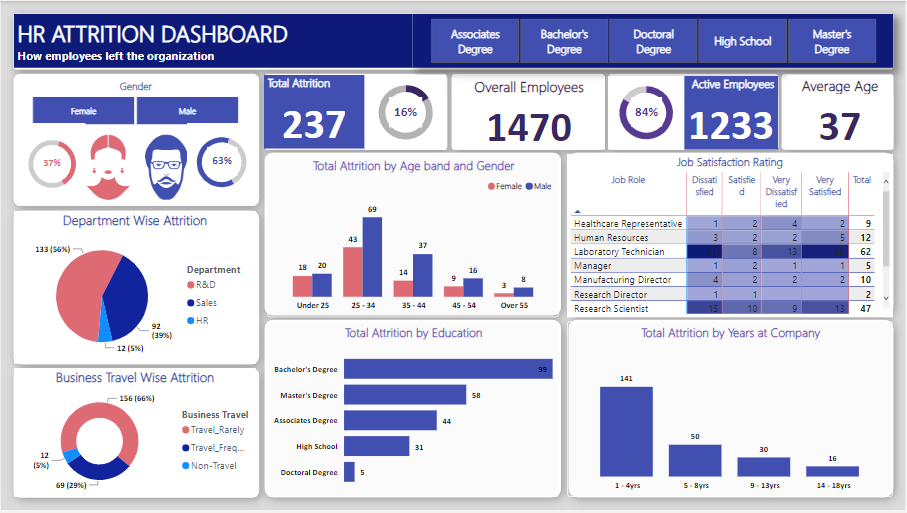 HR ATTRITION DASHBOARD
How employees left the organization
Associates
Degree
Bachelor's
Degree
Doctoral
Degree
High School
Master's
Degree
Gender
Female
Male
37%
63%
Total Attrition
237
16%
Overall Employees
1470
84%
Active Employees
1233
Average Age
37
Department Wise Attrition
133 (56%)
92
(39%)
12 (5%)
Department
R&D
Sales
HR
Business Travel Wise Attrition
156 (66%)
12
(5%)
69 (29%)
Business Travel
Travel_Rarely
Travel_Freq...
Non-Travel
Total Attrition by Age band and Gender
Female Male
18 20
43 69
14 37
9 16
3 8
Under 25 25 - 34 35 - 44 45 - 54 Over 55
Job Satisfaction Rating
Job Role Dissati
sfied Satisfie
d Very
Dissatisf
ied Very
Satisfied Total
Healthcare Representative 1 2 4 2 9
Human Resources 3 2 2 5 12
Laboratory Technician 8 13 62
Manager 1 2 1 1 5
Manufacturing Director 4 2 2 2 10
Research Director 1 1 2
Research Scientist 15 10 9 13 47
Total Attrition by Education
Bachelor's Degree 99
Master's Degree 58
Associates Degree 44
High School 31
Doctoral Degree 5
Total Attrition by Years at Company
141
50
30
16
1 - 4yrs 5 - 8yrs 9 - 13yrs 14 - 18yrs